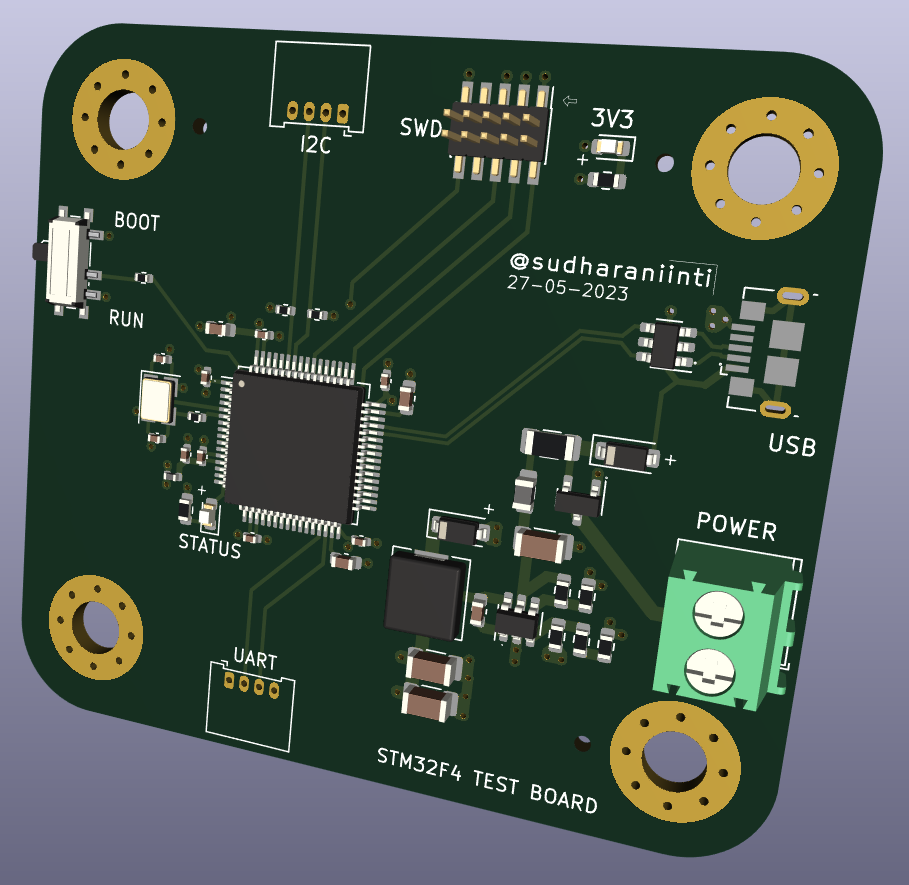 I2C
SWD
3V3
+
BOOT
@sudharaniinti
27-05-2023
RUN
-
-
USB
+
+
STATUS
+
POWER
UART
STM32F4 TEST BOARD